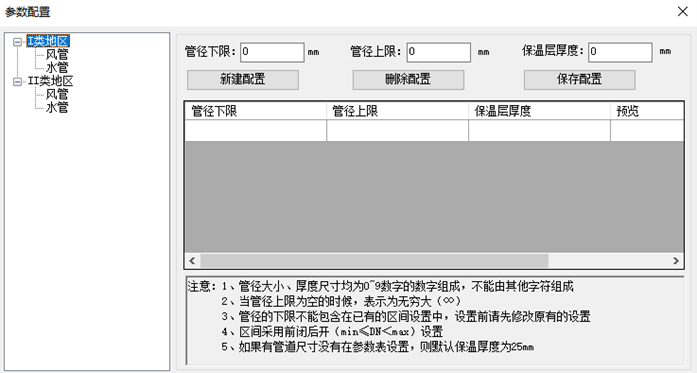 参数配置
I类地区
风管
水管
II类地区
风管
水管
管径下限: 0 mm 管径上限: 0 mm 保温层厚度: 0 mm
新建配置 删除配置 保存配置
管径下限 管径上限 保温层厚度 预览
注意: 1、管径大小、厚度尺寸均为0~9数字的数字组成，不能由其他字符组成
2、当管径上限为空的时候，表示为无穷大（∞）
3、管径的下限不能包含在已有的区间设置中，设置前请先修改原有的设置
4、区间采用前闭后开（min≤DN＜max）设置
5、如果有管道尺寸没有在参数表设置，则默认保温厚度为25mm